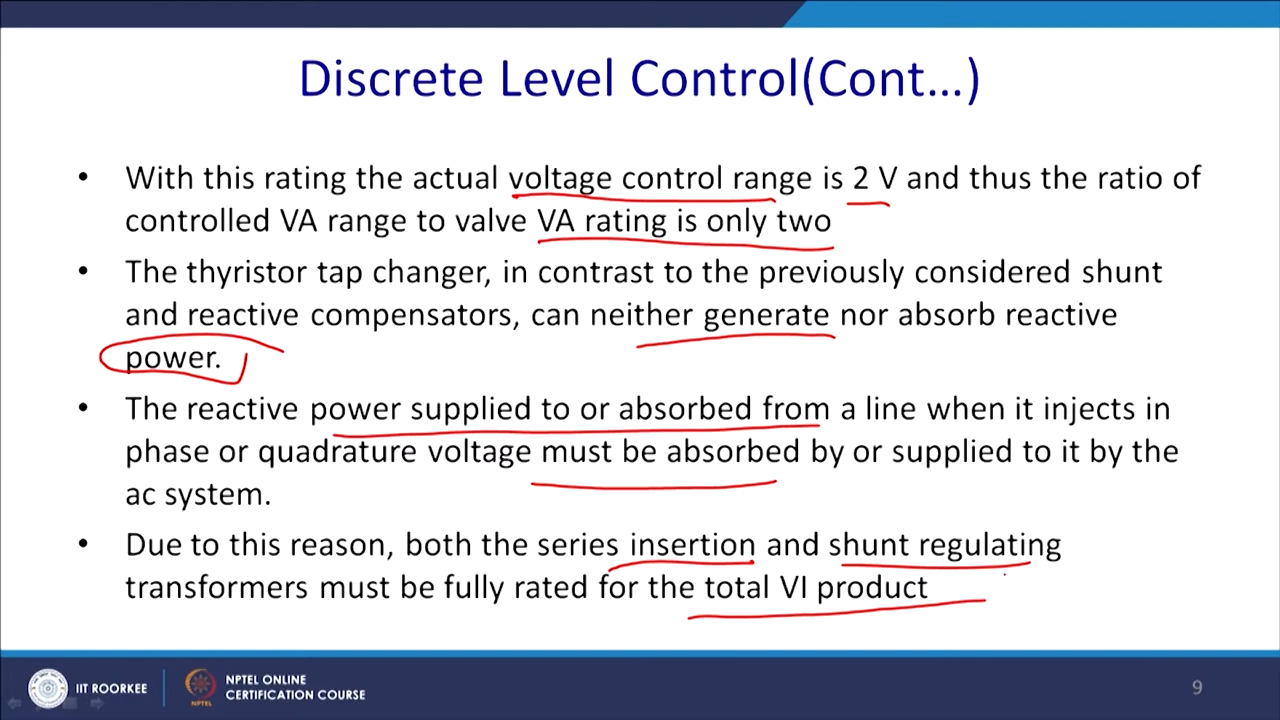 Discrete Level Control(Cont...)
• With this rating the actual voltage control range is 2 V and thus the ratio of
controlled VA range to valve VA rating is only two
• The thyristor tap changer, in contrast to the previously considered shunt
and reactive compensators, can neither generate nor absorb reactive
power.
• The reactive power supplied to or absorbed from a line when it injects in
phase or quadrature voltage must be absorbed by or supplied to it by the
ac system.
• Due to this reason, both the series insertion and shunt regulating
transformers must be fully rated for the total VI product
IIT ROORKEE
NPTEL
NPTEL ONLINE
CERTIFICATION COURSE
9